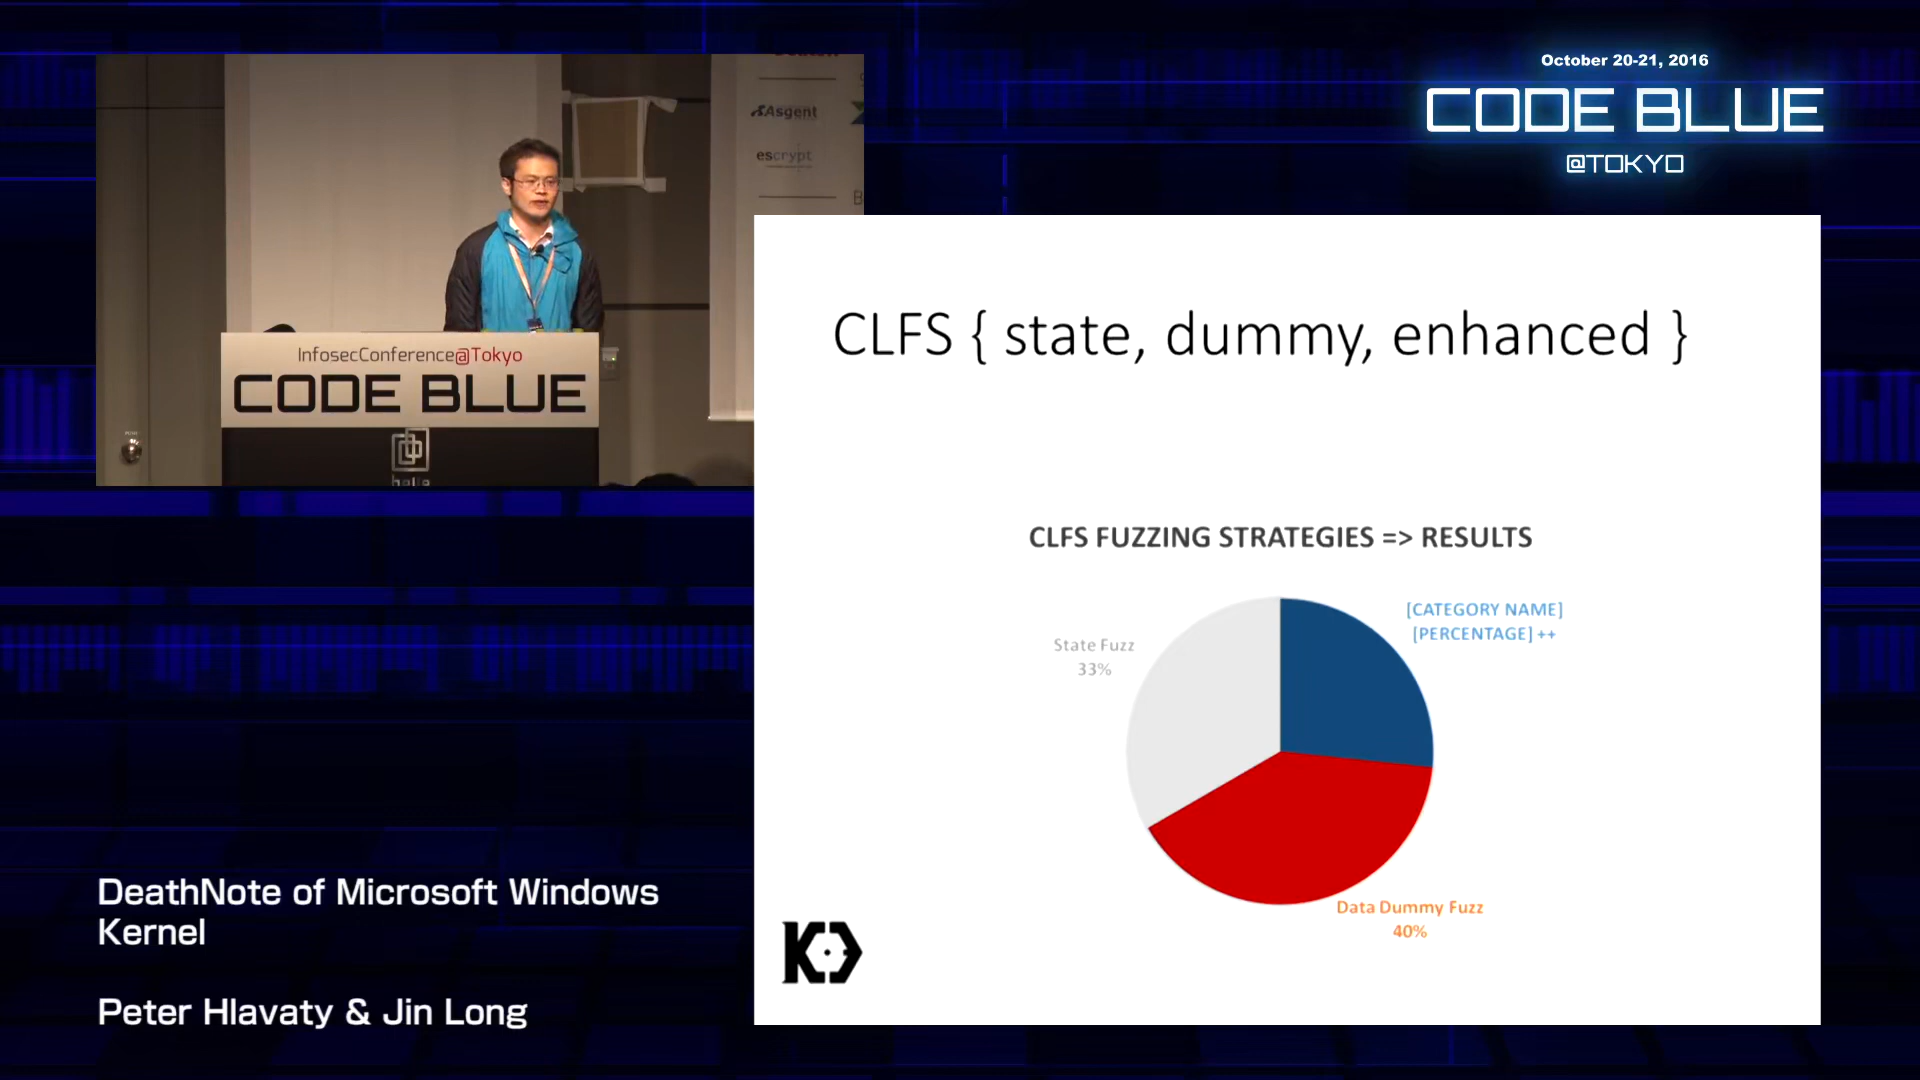 October 20-21, 2016
CODE BLUE
@TOKYO
Asgent
escrypt
B
InfosecConference@Tokyo
CODE BLUE
CLFS { state, dummy, enhanced }
CLFS FUZZING STRATEGIES => RESULTS
[CATEGORY NAME]
[PERCENTAGE] ++
State Fuzz
33%
Data Dummy Fuzz
40%
DeathNote of Microsoft Windows
Kernel
Peter Hlavaty & Jin Long